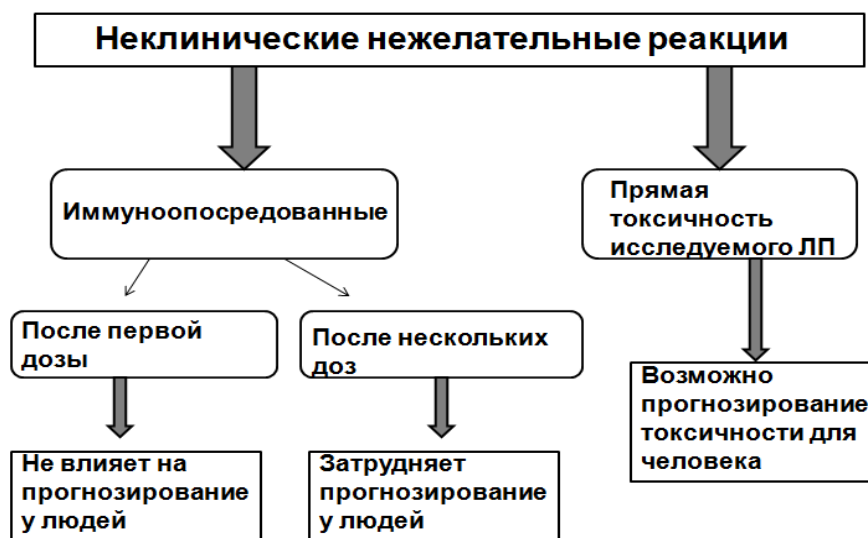 Неклинические нежелательные реакции
Иммуноопосредованные
Прямая
токсичность
исследуемого ЛП
После первой
дозы
После нескольких
доз
Возможно
прогнозирование
токсичности для
человека
Не влияет на
прогнозирование
у людей
Затрудняет
прогнозирование
у людей